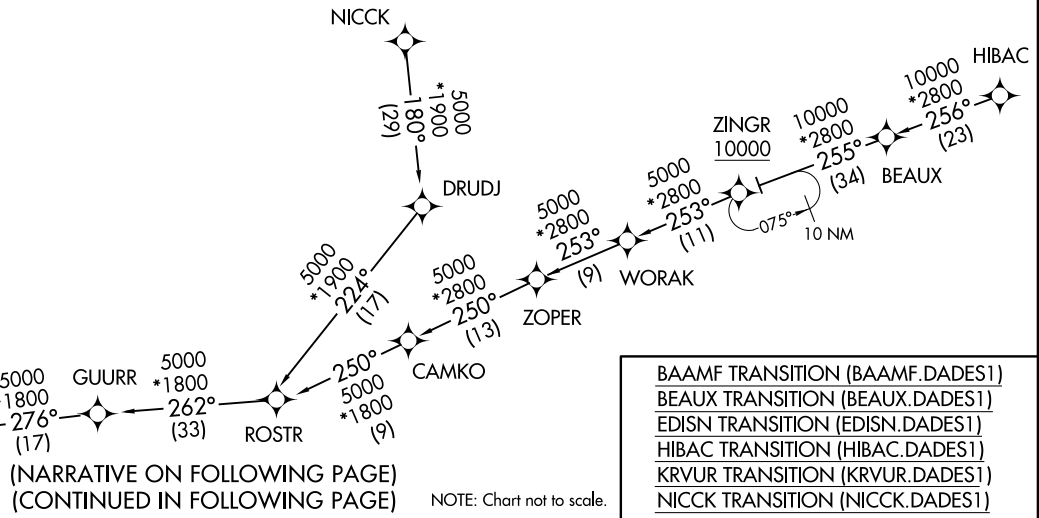 NICCK
5000
*1900
180°
(29)
DRUDJ
5000
*1900
224°
(17)
HIBAC
10000
*2800
256°
(23)
BEAUX
10000
*2800
255°
(34)
ZINGR
10000
075°
10 NM
5000
*2800
253°
(11)
WORAK
5000
*2800
253°
(9)
ZOPER
5000
*2800
250°
(13)
CAMKO
250°
5000
*1800
(9)
ROSTR
5000
*1800
262°
(33)
GUURR
5000
*1800
276°
(17)
(NARRATIVE ON FOLLOWING PAGE)
(CONTINUED IN FOLLOWING PAGE)
NOTE: Chart not to scale.
BAAMF TRANSITION (BAAMF.DADES1)
BEAUX TRANSITION (BEAUX.DADES1)
EDISN TRANSITION (EDISN.DADES1)
HIBAC TRANSITION (HIBAC.DADES1)
KRVUR TRANSITION (KRVUR.DADES1)
NICCK TRANSITION (NICCK.DADES1)